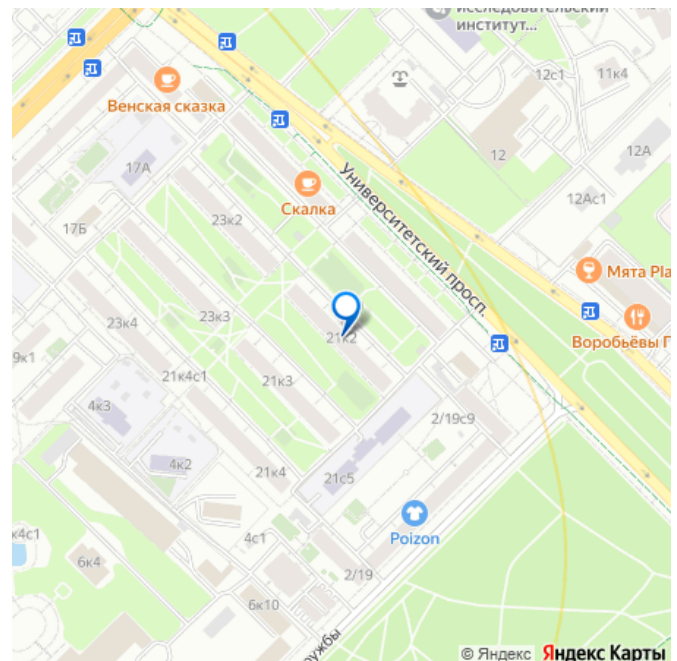 исследовательский
институт...
12с1
11к4
Венская сказка
17А
12
12А
12Ас1
Скалка
Университетский просп.
17Б
23к2
Мята Pla
Воробьёвы Г
23к4
23к3
21к2
9к1
21к4с1
21к3
4к3
2/19с9
4к2
21к4
21с5
Poizon
к4с1
4с1
6к4
2/19
6к10
ружбы
© Яндекс Яндекс Карты